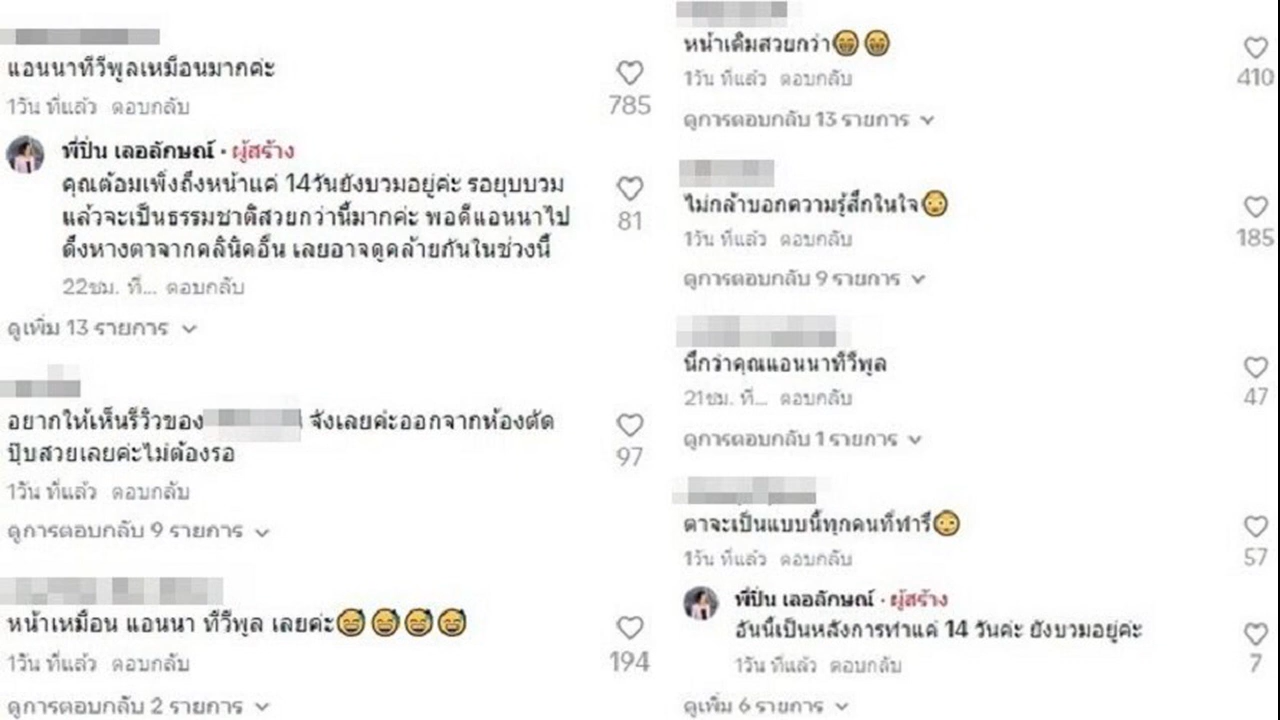 แอนนาทีวีพูลเหมือนมากค่ะ
1วัน ที่แล้ว ตอบกลับ
785
พี่ปิ่น เลอลักษณ์ · ผู้สร้าง
คุณต้อมเพิ่งถึงหน้าแค่ 14วันยังบวมอยู่ค่ะ รอยุบบวม
แล้วจะเป็นธรรมชาติสวยกว่านี้มากค่ะ พอดีแอนนาไป
ดึงหางตาจากคลินิคอื่น เลยอาจดูคล้ายกันในช่วงนี้
81
22ชม. ที่... ตอบกลับ
ดูเพิ่ม 13 รายการ
อยากให้เห็นรีวิวของ จังเลยค่ะออกจากห้องตัด
ปุ๊บสวยเลยค่ะไม่ต้องรอ
97
1วัน ที่แล้ว ตอบกลับ
ดูการตอบกลับ 9 รายการ
หน้าเหมือน แอนนา ทีวีพูล เลยค่ะ😅😅😅😅
194
1วัน ที่แล้ว ตอบกลับ
ดูการตอบกลับ 2 รายการ
หน้าเดิมสวยกว่า😁😁
410
1วัน ที่แล้ว ตอบกลับ
ดูการตอบกลับ 13 รายการ
ไม่กล้าบอกความรู้สึกในใจ😳
185
1วัน ที่แล้ว ตอบกลับ
ดูการตอบกลับ 9 รายการ
นึกว่าคุณแอนนาทีวีพูล
47
21ชม. ที่... ตอบกลับ
ดูการตอบกลับ 1 รายการ
ตาจะเป็นแบบนี้ทุกคนที่ทำรึ😳
57
1วัน ที่แล้ว ตอบกลับ
พี่ปิ่น เลอลักษณ์ · ผู้สร้าง
อันนี้เป็นหลังการทำแค่ 14 วันค่ะ ยังบวมอยู่ค่ะ
7
1วัน ที่แล้ว ตอบกลับ
ดูเพิ่ม 6 รายการ